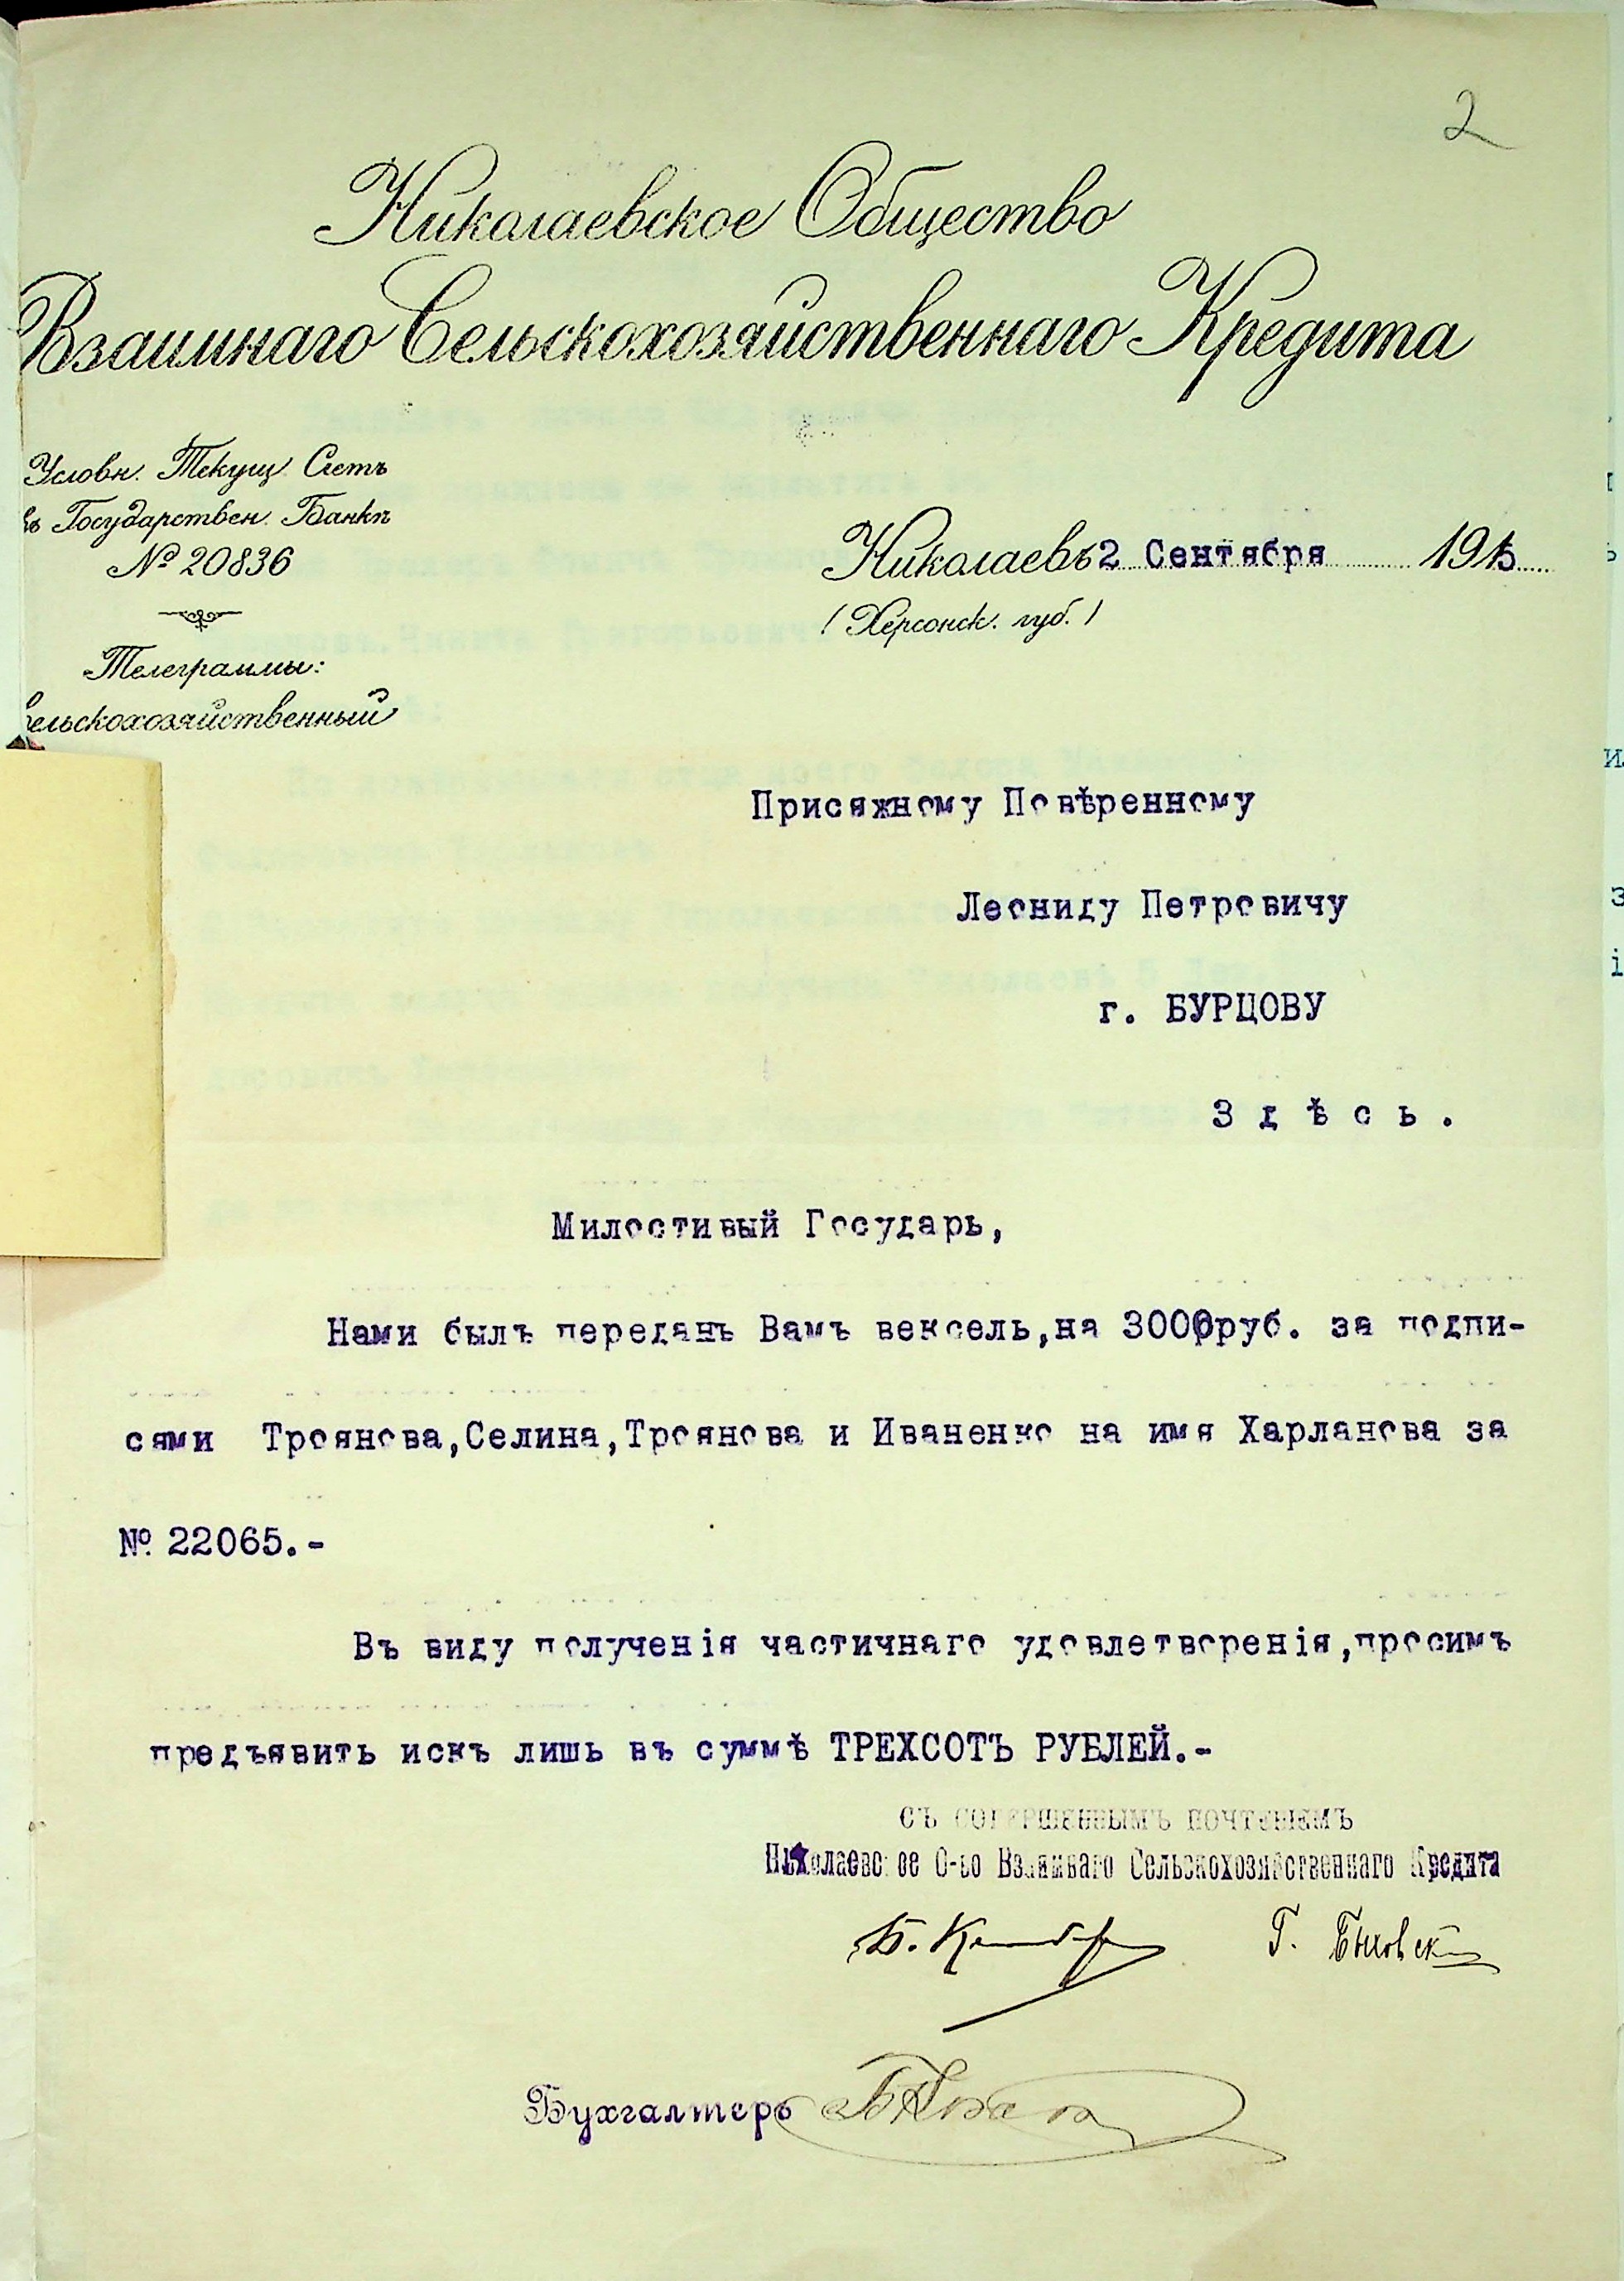 2
Николаевское Общество
Взаимнаго Сельскохозяйственнаго Кредита
Условн. Текущ. Счетъ
въ Государствен. Банкѣ
№ 20836
Телеграммы:
Сельскохозяйственный
Николаевъ 2 Сентября 1915
(Херсонск. губ.)
Присяжному Повѣренному
Леониду Петровичу
г. БУРЦОВУ
Здѣсь.
Милостивый Государь,
Нами былъ переданъ Вамъ вексель,на 3000руб. за подпи-
сями Троянова,Селина,Троянова и Иваненко на имя Харланова за
№ 22065.-
Въ виду полученія частичнаго удовлетворенія,просимъ
предъявить искъ лишь въ суммѣ ТРЕХСОТЪ РУБЛЕЙ.-
СЪ СОВЕРШЕННЫМЪ ПОЧТЕНІЕМЪ
Николаевское О-во Взаимнаго Сельскохозяйственнаго Кредита
Г.
Бухгалтеръ